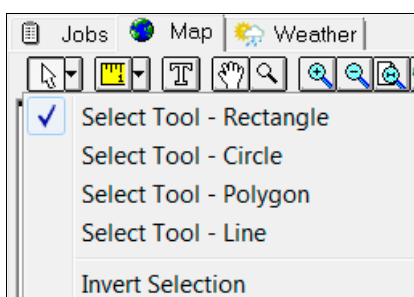 Jobs Map Weather
T
Select Tool - Rectangle
Select Tool - Circle
Select Tool - Polygon
Select Tool - Line
Invert Selection